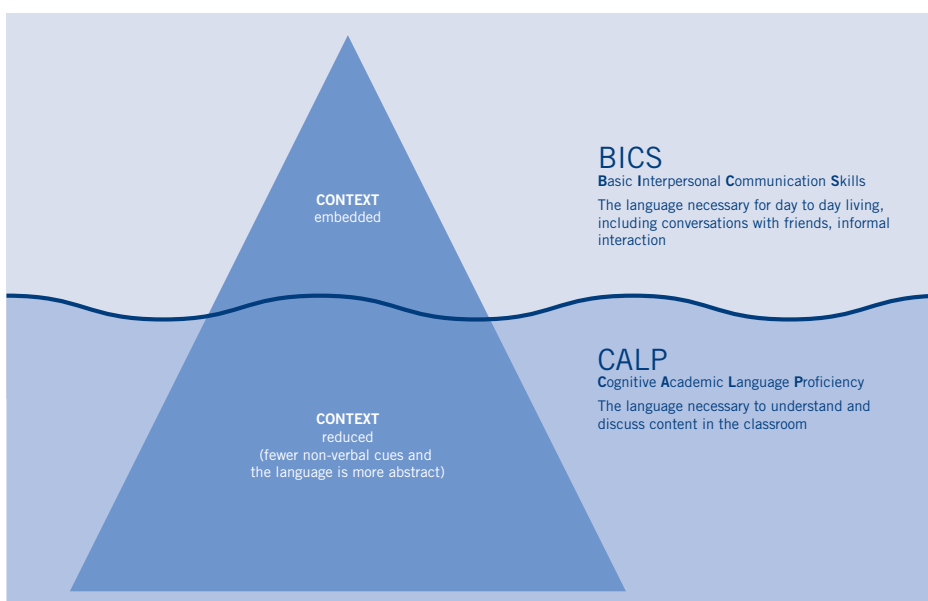 CONTEXT
embedded
BICS
Basic Interpersonal Communication Skills
The language necessary for day to day living,
including conversations with friends, informal
interaction
CONTEXT
reduced
(fewer non-verbal cues and
the language is more abstract)
CALP
Cognitive Academic Language Proficiency
The language necessary to understand and
discuss content in the classroom